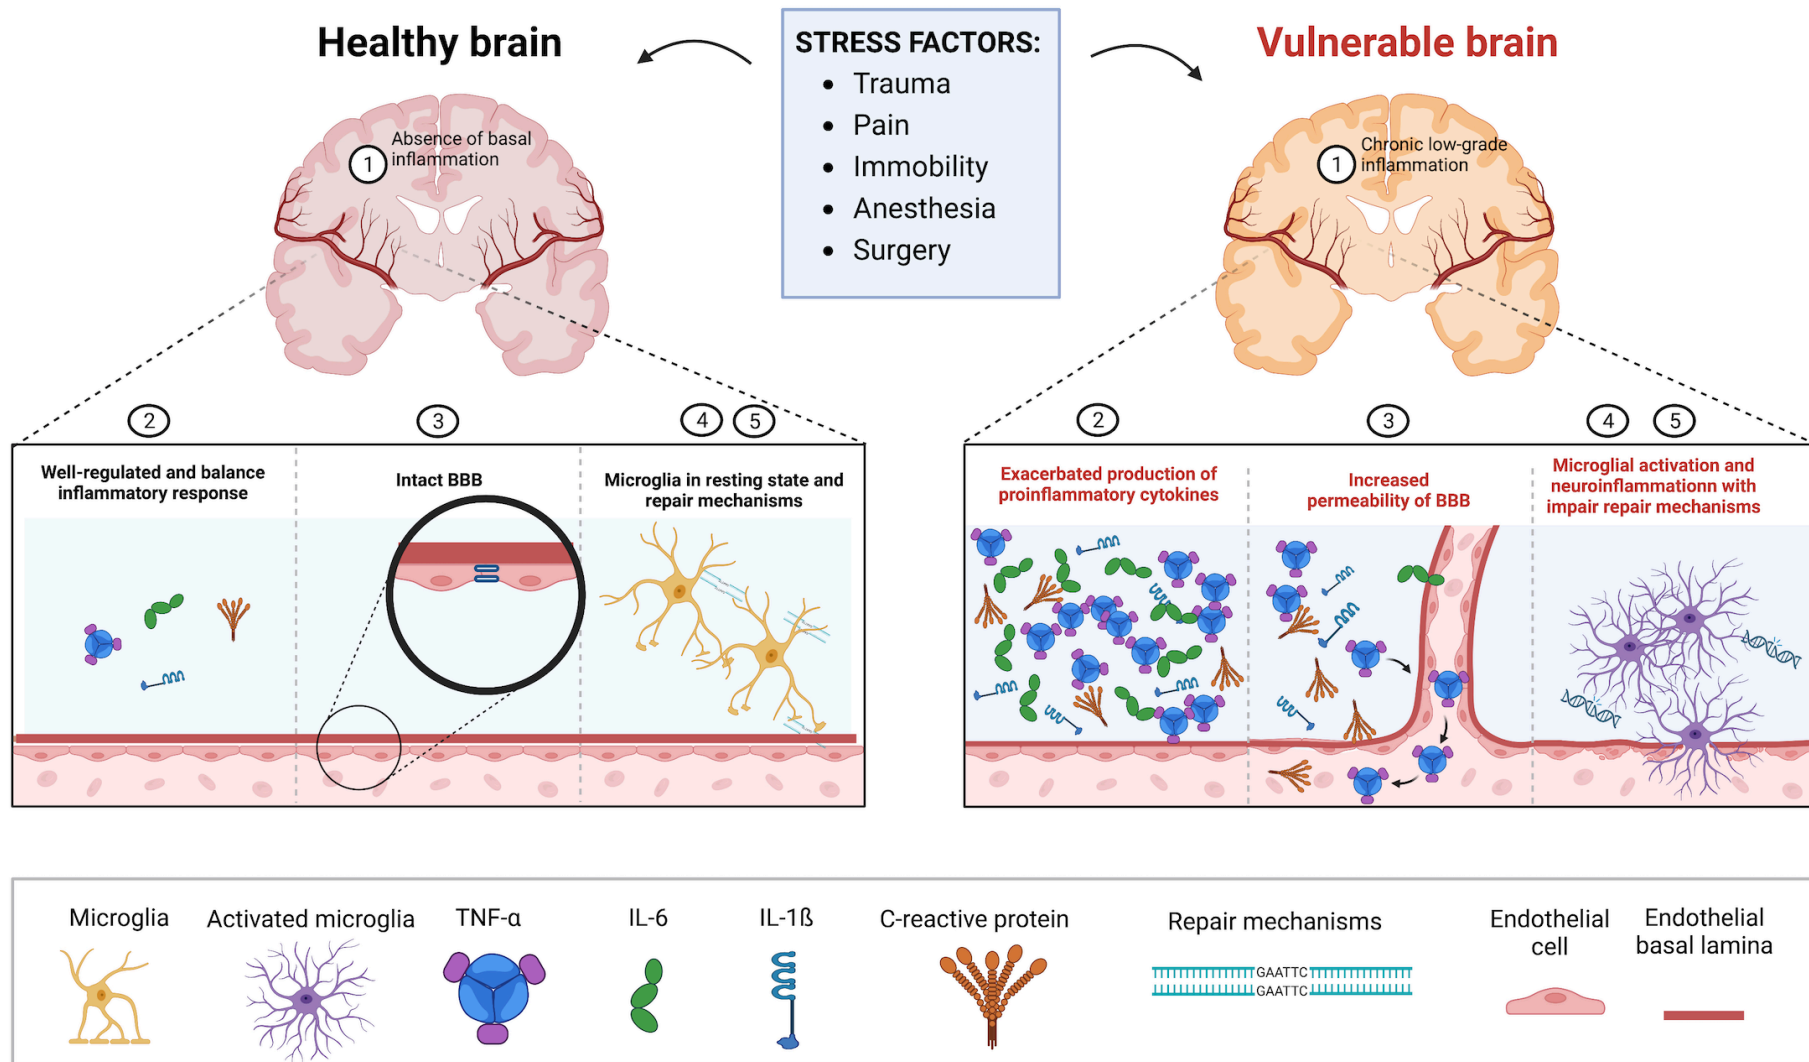 Healthy brain
STRESS FACTORS:
• Trauma
• Pain
• Immobility
• Anesthesia
• Surgery
Vulnerable brain
1
Absence of basal
inflammation
1
Chronic low-grade
inflammation
2
3
4
5
Well-regulated and balance
inflammatory response
Intact BBB
Microglia in resting state and
repair mechanisms
2
3
4
5
Exacerbated production of
proinflammatory cytokines
Increased
permeability of BBB
Microglial activation and
neuroinflammationn with
impair repair mechanisms
Microglia
Activated microglia
TNF-α
IL-6
IL-1ß
C-reactive protein
Repair mechanisms
GAATTC
GAATTC
Endothelial
cell
Endothelial
basal lamina